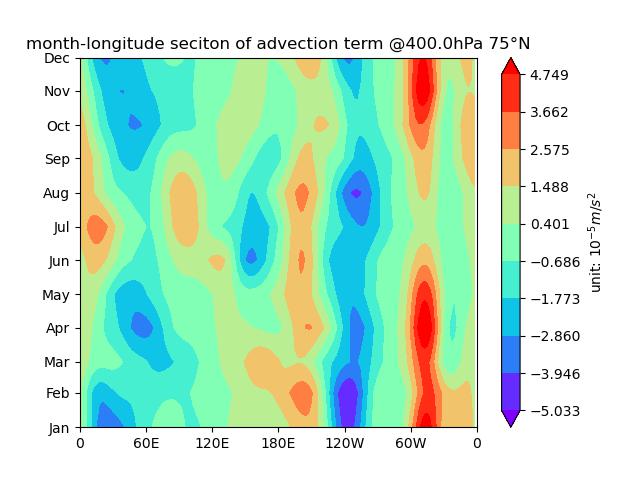 month-longitude seciton of advection term @400.0hPa 75°N
Dec
Nov
Oct
Sep
Aug
Jul
Jun
May
Apr
Mar
Feb
Jan
0 60E 120E 180E 120W 60W 0
4.749
3.662
2.575
1.488
0.401
−0.686
−1.773
−2.860
−3.946
−5.033
unit: 10⁻⁵m/s²